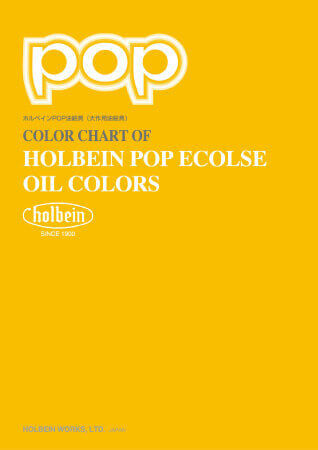 pop
ホルベインPOP油絵具（大作用油絵具）
COLOR CHART OF
HOLBEIN POP ECOLSE
OIL COLORS
holbein
SINCE 1900
HOLBEIN WORKS, LTD. JAPAN